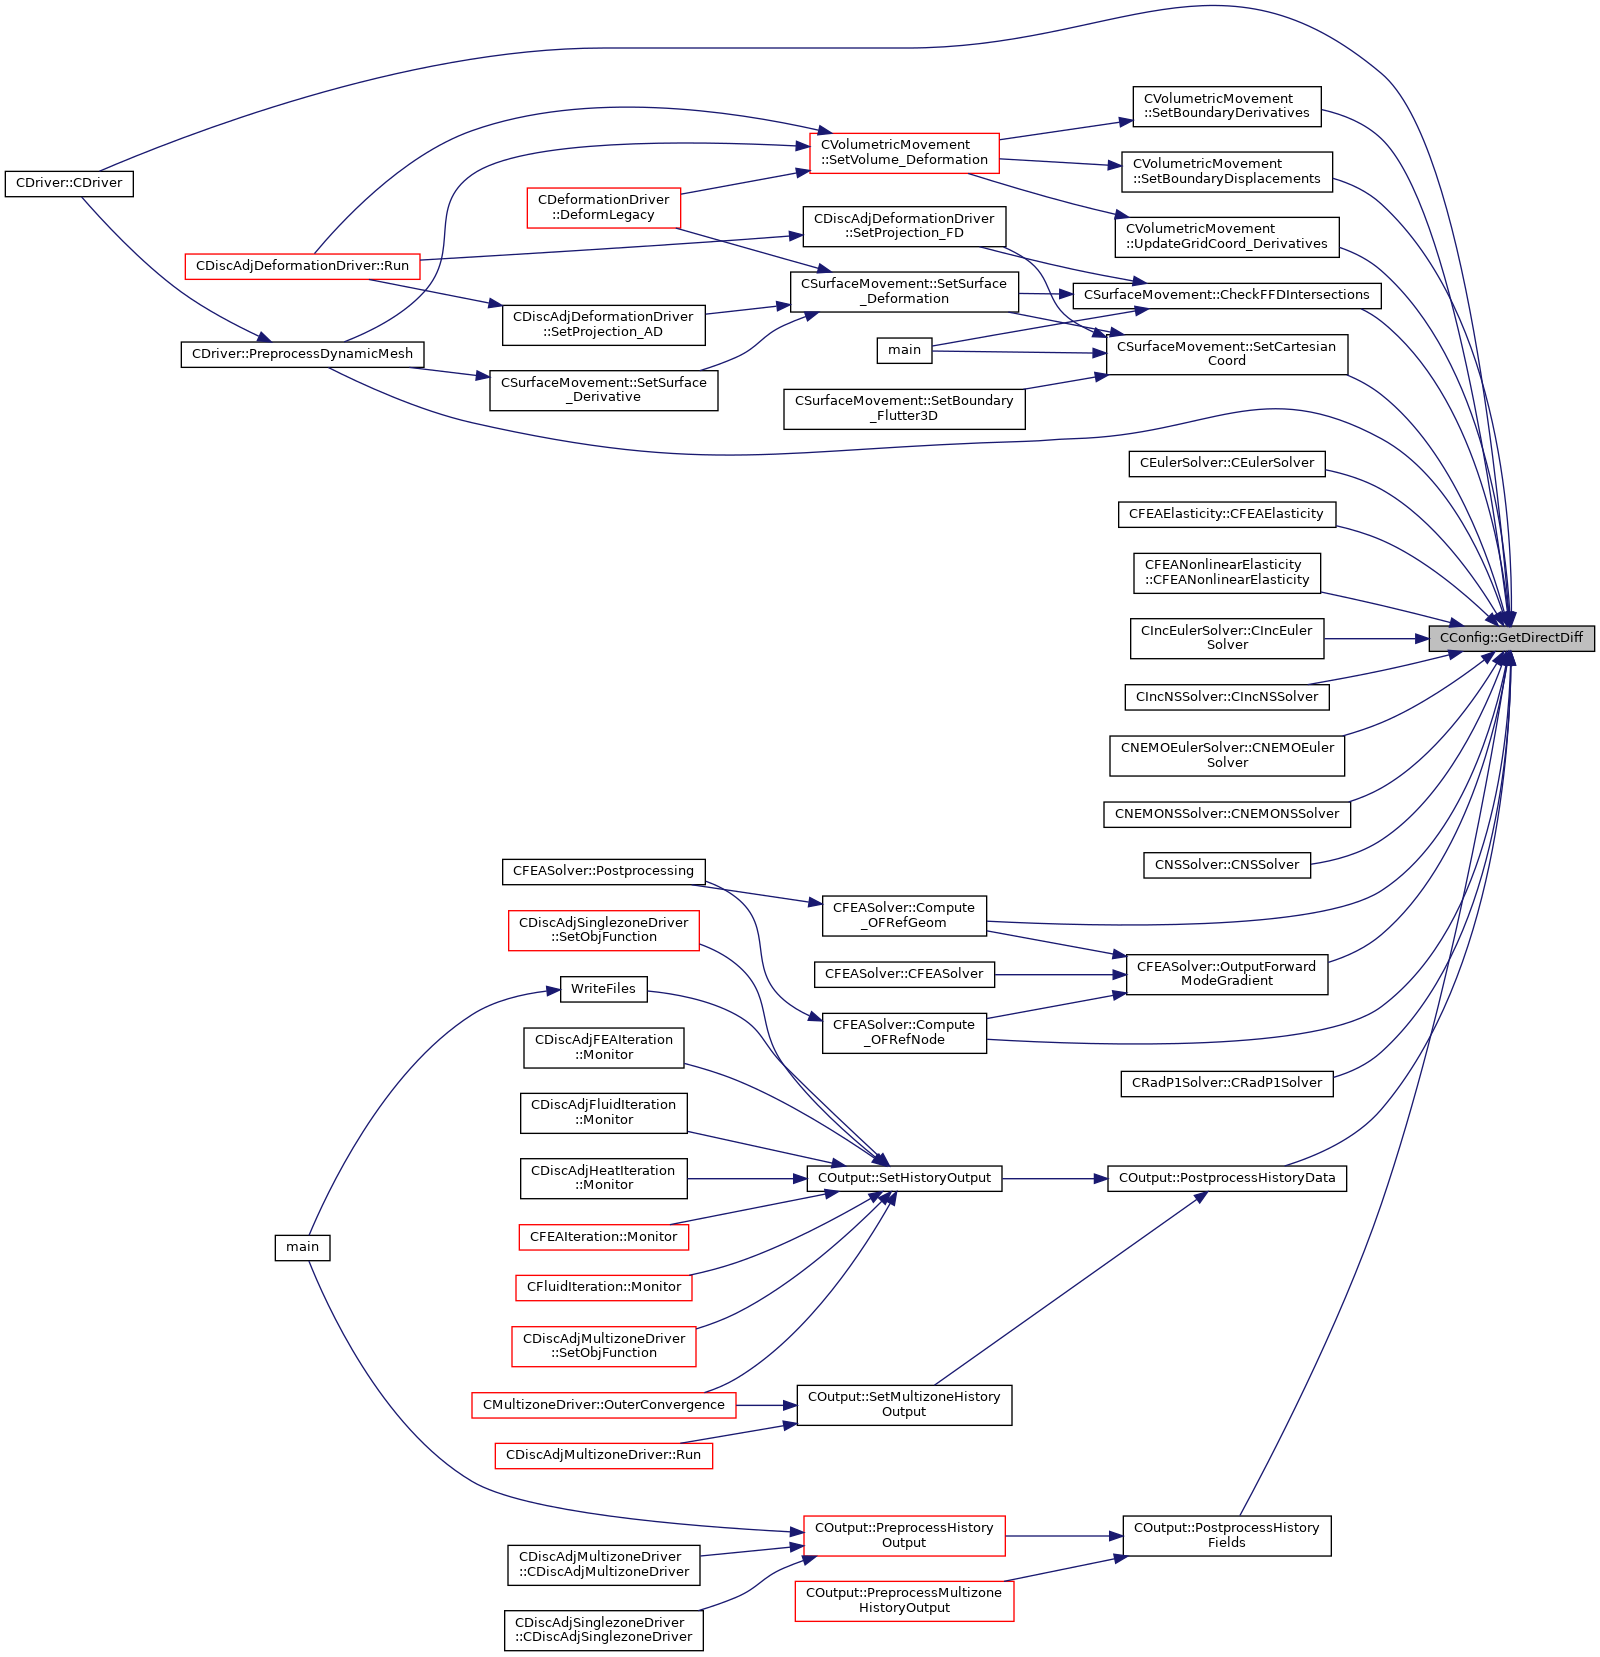 CVolumetricMovement
::SetBoundaryDerivatives
CVolumetricMovement
::SetVolume_Deformation
CVolumetricMovement
::SetBoundaryDisplacements
CDriver::CDriver
CDeformationDriver
::DeformLegacy
CDiscAdjDeformationDriver
::SetProjection_FD
CVolumetricMovement
::UpdateGridCoord_Derivatives
CDiscAdjDeformationDriver::Run
CSurfaceMovement::SetSurface
_Deformation
CSurfaceMovement::CheckFFDIntersections
CDiscAdjDeformationDriver
::SetProjection_AD
CDriver::PreprocessDynamicMesh
main
CSurfaceMovement::SetCartesian
Coord
CSurfaceMovement::SetSurface
_Derivative
CSurfaceMovement::SetBoundary
_Flutter3D
CEulerSolver::CEulerSolver
CFEAElasticity::CFEAElasticity
CFEANonlinearElasticity
::CFEANonlinearElasticity
CIncEulerSolver::CIncEuler
Solver
CConfig::GetDirectDiff
CIncNSSolver::CIncNSSolver
CNEMOEulerSolver::CNEMOEuler
Solver
CNEMONSSolver::CNEMONSSolver
CNSSolver::CNSSolver
CFEASolver::Postprocessing
CFEASolver::Compute
_OFRefGeom
CDiscAdjSinglezoneDriver
::SetObjFunction
CFEASolver::CFEASolver
CFEASolver::OutputForward
ModeGradient
WriteFiles
CFEASolver::Compute
_OFRefNode
CDiscAdjFEAIteration
::Monitor
CRadP1Solver::CRadP1Solver
CDiscAdjFluidIteration
::Monitor
CDiscAdjHeatIteration
::Monitor
COutput::SetHistoryOutput
COutput::PostprocessHistoryData
CFEAIteration::Monitor
main
CFluidIteration::Monitor
CDiscAdjMultizoneDriver
::SetObjFunction
CMultizoneDriver::OuterConvergence
COutput::SetMultizoneHistory
Output
CDiscAdjMultizoneDriver::Run
COutput::PreprocessHistory
Output
COutput::PostprocessHistory
Fields
CDiscAdjMultizoneDriver
::CDiscAdjMultizoneDriver
COutput::PreprocessMultizone
HistoryOutput
CDiscAdjSinglezoneDriver
::CDiscAdjSinglezoneDriver